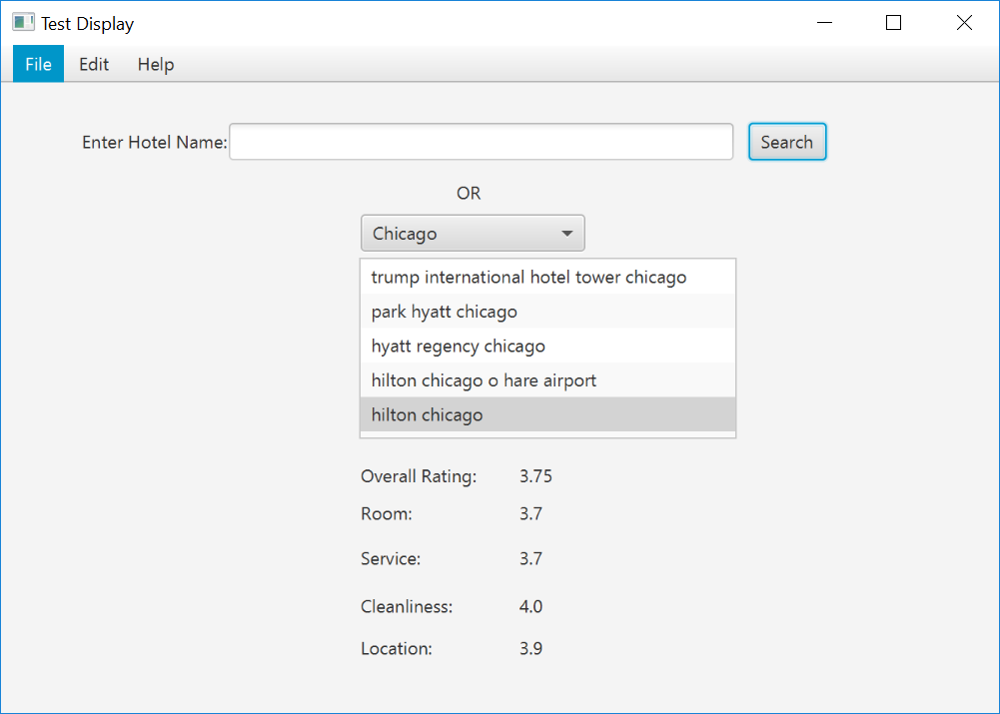 Test Display
File Edit Help
Enter Hotel Name: Search
OR
Chicago
trump international hotel tower chicago
park hyatt chicago
hyatt regency chicago
hilton chicago o hare airport
hilton chicago
Overall Rating: 3.75
Room: 3.7
Service: 3.7
Cleanliness: 4.0
Location: 3.9